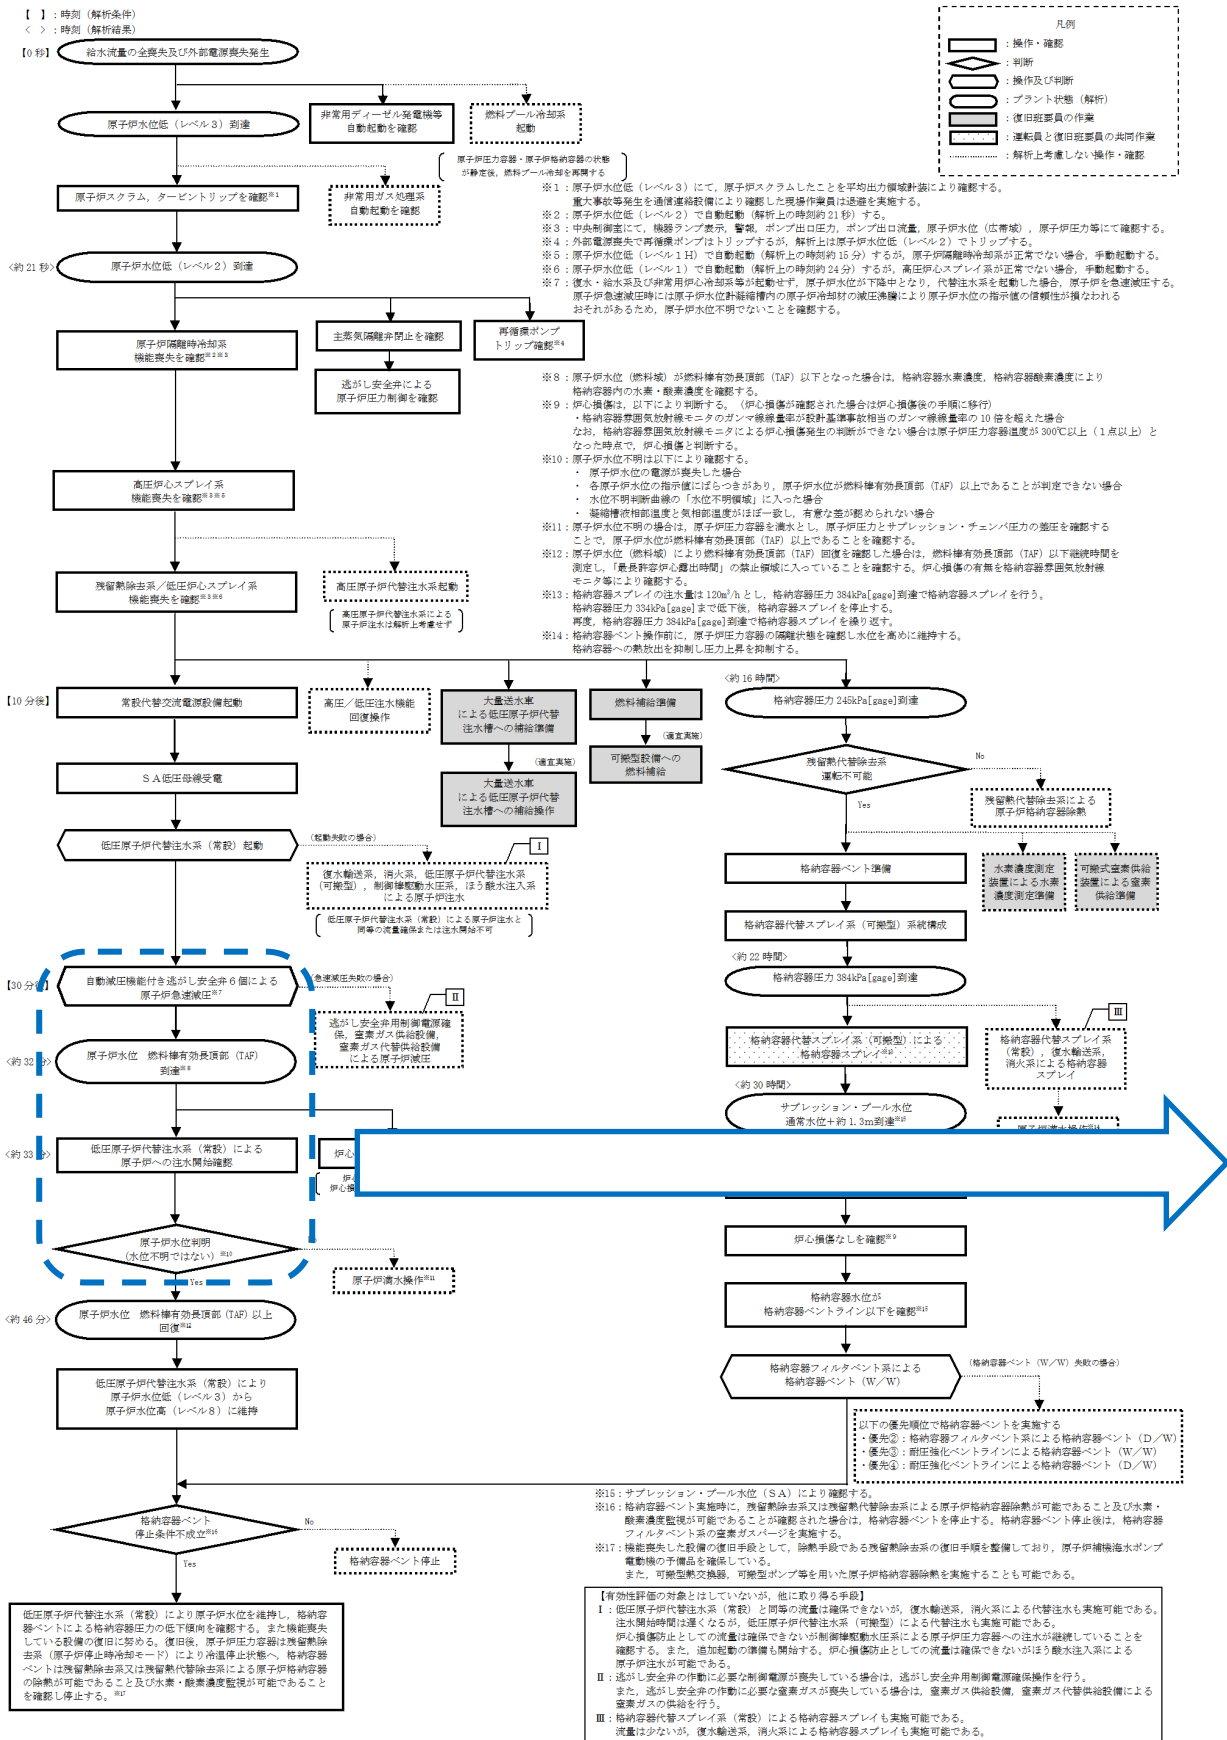 【　】：時刻（解析条件）
〈　〉：時刻（解析結果）
凡例
：操作・確認
：判断
：操作及び判断
：プラント状態（解析）
：復旧班要員の作業
：運転員と復旧班要員の共同作業
：解析上考慮しない操作・確認
【0秒】
給水流量の全喪失及び外部電源喪失発生
原子炉水位低（レベル３）到達
非常用ディーゼル発電機等
自動起動を確認
燃料プール冷却系
起動
原子炉圧力容器・原子炉格納容器の状態
が静定後，燃料プール冷却を再開する
原子炉スクラム，タービントリップを確認※1
非常用ガス処理系
自動起動を確認
〈約21秒〉
原子炉水位低（レベル２）到達
原子炉隔離時冷却系
機能喪失を確認※2※3
主蒸気隔離弁閉止を確認
再循環ポンプ
トリップ確認※4
逃がし安全弁による
原子炉圧力制御を確認
高圧炉心スプレイ系
機能喪失を確認※3※5
残留熱除去系／低圧炉心スプレイ系
機能喪失を確認※3※6
高圧原子炉代替注水系起動
高圧原子炉代替注水系による
原子炉注水は解析上考慮せず
※１：原子炉水位低（レベル３）にて，原子炉スクラムしたことを平均出力領域計装により確認する。
重大事故等発生を通信連絡設備により確認した現場作業員は退避を実施する。
※２：原子炉水位低（レベル２）で自動起動（解析上の時刻約21秒）する。
※３：中央制御室にて，機器ランプ表示，警報，ポンプ出口圧力，ポンプ出口流量，原子炉水位（広帯域），原子炉圧力等にて確認する。
※４：外部電源喪失で再循環ポンプはトリップするが，解析上は原子炉水位低（レベル２）でトリップする。
※５：原子炉水位低（レベル１Ｈ）で自動起動（解析上の時刻約15分）するが，原子炉隔離時冷却系が正常でない場合，手動起動する。
※６：原子炉水位低（レベル１）で自動起動（解析上の時刻約24分）するが，高圧炉心スプレイ系が正常でない場合，手動起動する。
※７：復水・給水系及び非常用炉心冷却系等が起動せず，原子炉水位が下降中となり，代替注水系を起動した場合，原子炉を急速減圧する。
原子炉急速減圧時には原子炉水位計凝縮槽内の原子炉冷却材の減圧沸騰により原子炉水位の指示値の信頼性が損なわれる
おそれがあるため，原子炉水位不明でないことを確認する。
※８：原子炉水位（燃料域）が燃料棒有効長頂部（TAF）以下となった場合は，格納容器水素濃度，格納容器酸素濃度により
格納容器内の水素・酸素濃度を確認する。
※９：炉心損傷は，以下により判断する。（炉心損傷が確認された場合は炉心損傷後の手順に移行）
・格納容器雰囲気放射線モニタのガンマ線線量率が設計基準事故相当のガンマ線線量率の10倍を超えた場合
なお，格納容器雰囲気放射線モニタによる炉心損傷発生の判断ができない場合は原子炉圧力容器温度が300℃以上（１点以上）と
なった時点で，炉心損傷と判断する。
※10：原子炉水位不明は以下により確認する。
・　原子炉水位の電源が喪失した場合
・　各原子炉水位の指示値にばらつきがあり，原子炉水位が燃料棒有効長頂部（TAF）以上であることが判定できない場合
・　水位不明判断曲線の「水位不明領域」に入った場合
・　凝縮槽液相部温度と気相部温度がほぼ一致し，有意な差が認められない場合
※11：原子炉水位不明の場合は，原子炉圧力容器を満水とし，原子炉圧力とサプレッション・チェンバ圧力の差圧を確認する
ことで，原子炉水位が燃料棒有効長頂部（TAF）以上であることを確認する。
※12：原子炉水位（燃料域）により燃料棒有効長頂部（TAF）回復を確認した場合は，燃料棒有効長頂部（TAF）以下継続時間を
測定し，「最長許容炉心露出時間」の禁止領域に入っていることを確認する。炉心損傷の有無を格納容器雰囲気放射線
モニタ等により確認する。
※13：格納容器スプレイの注水量は120m³/hとし，格納容器圧力384kPa[gage]到達で格納容器スプレイを行う。
格納容器圧力334kPa[gage]まで低下後，格納容器スプレイを停止する。
再度，格納容器圧力384kPa[gage]到達で格納容器スプレイを繰り返す。
※14：格納容器ベント操作前に，原子炉圧力容器の隔離状態を確認し水位を高めに維持する。
格納容器への熱放出を抑制し圧力上昇を抑制する。
【10分後】
常設代替交流電源設備起動
高圧／低圧注水機能
回復操作
大量送水車
による低圧原子炉代替
注水槽への補給準備
燃料補給準備
（適宜実施）
（適宜実施）
大量送水車
による低圧原子炉代替
注水槽への補給操作
可搬型設備への
燃料補給
ＳＡ低圧母線受電
低圧原子炉代替注水系（常設）起動
（起動失敗の場合）
Ⅰ
復水輸送系，消火系，低圧原子炉代替注水系
（可搬型），制御棒駆動水圧系，ほう酸水注入系
による原子炉注水
低圧原子炉代替注水系（常設）による原子炉注水と
同等の流量確保または注水開始不可
【30分後】
自動減圧機能付き逃がし安全弁６個による
原子炉急速減圧※7
（急速減圧失敗の場合）
Ⅱ
逃がし安全弁用制御電源確
保，窒素ガス供給設備，
窒素ガス代替供給設備
による原子炉減圧
〈約32分〉
原子炉水位　燃料棒有効長頂部（TAF）
到達※8
〈約33分〉
低圧原子炉代替注水系（常設）による
原子炉への注水開始確認
炉心
炉
炉心損
原子炉水位判明
（水位不明ではない）※10
Yes
原子炉満水操作※11
〈約46分〉
原子炉水位　燃料棒有効長頂部（TAF）以上
回復※12
低圧原子炉代替注水系（常設）により
原子炉水位低（レベル３）から
原子炉水位高（レベル８）に維持
格納容器ベント
停止条件不成立※16
No
Yes
格納容器ベント停止
低圧原子炉代替注水系（常設）により原子炉水位を維持し，格納容
器ベントによる格納容器圧力の低下傾向を確認する。また機能喪失
している設備の復旧に努める。復旧後，原子炉圧力容器は残留熱除
去系（原子炉停止時冷却モード）により冷温停止状態へ，格納容器
ベントは残留熱除去系又は残留熱代替除去系による原子炉格納容器
の除熱が可能であること及び水素・酸素濃度監視が可能であること
を確認し停止する。※17
〈約16時間〉
格納容器圧力245kPa[gage]到達
残留熱代替除去系
運転不可能
No
Yes
残留熱代替除去系による
原子炉格納容器除熱
格納容器ベント準備
水素濃度測定
装置による水素
濃度測定準備
可搬式窒素供給
装置による窒素
供給準備
格納容器代替スプレイ系（可搬型）系統構成
〈約22時間〉
格納容器圧力384kPa[gage]到達
Ⅲ
格納容器代替スプレイ系（可搬型）による
格納容器スプレイ※13
格納容器代替スプレイ系
（常設），復水輸送系，
消火系による格納容器
スプレイ
〈約30時間〉
サプレッション・プール水位
通常水位＋約1.3m到達※15
原子炉満水操作※14
炉心損傷なしを確認※9
格納容器水位が
格納容器ベントライン以下を確認※15
格納容器フィルタベント系による
格納容器ベント（Ｗ／Ｗ）
（格納容器ベント（Ｗ／Ｗ）失敗の場合）
以下の優先順位で格納容器ベントを実施する
・優先②：格納容器フィルタベント系による格納容器ベント（Ｄ／Ｗ）
・優先③：耐圧強化ベントラインによる格納容器ベント（Ｗ／Ｗ）
・優先④：耐圧強化ベントラインによる格納容器ベント（Ｄ／Ｗ）
※15：サプレッション・プール水位（ＳＡ）により確認する。
※16：格納容器ベント実施時に，残留熱除去系又は残留熱代替除去系による原子炉格納容器除熱が可能であること及び水素・
酸素濃度監視が可能であることが確認された場合は，格納容器ベントを停止する。格納容器ベント停止後は，格納容器
フィルタベント系の窒素ガスパージを実施する。
※17：機能喪失した設備の復旧手段として，除熱手段である残留熱除去系の復旧手順を整備しており，原子炉補機海水ポンプ
電動機の予備品を確保している。
また，可搬型熱交換器，可搬型ポンプ等を用いた原子炉格納容器除熱を実施することも可能である。
【有効性評価の対象とはしていないが，他に取り得る手段】
Ⅰ：低圧原子炉代替注水系（常設）と同等の流量は確保できないが，復水輸送系，消火系による代替注水も実施可能である。
注水開始時間は遅くなるが，低圧原子炉代替注水系（可搬型）による代替注水も実施可能である。
炉心損傷防止としての流量は確保できないが制御棒駆動水圧系による原子炉圧力容器への注水が継続していることを
確認する。また，追加起動の準備も開始する。炉心損傷防止としての流量は確保できないがほう酸水注入系による
原子炉注水が可能である。
Ⅱ：逃がし安全弁の作動に必要な制御電源が喪失している場合は，逃がし安全弁用制御電源確保操作を行う。
また，逃がし安全弁の作動に必要な窒素ガスが喪失している場合は，窒素ガス供給設備，窒素ガス代替供給設備による
窒素ガスの供給を行う。
Ⅲ：格納容器代替スプレイ系（常設）による格納容器スプレイも実施可能である。
流量は少ないが，復水輸送系，消火系による格納容器スプレイも実施可能である。